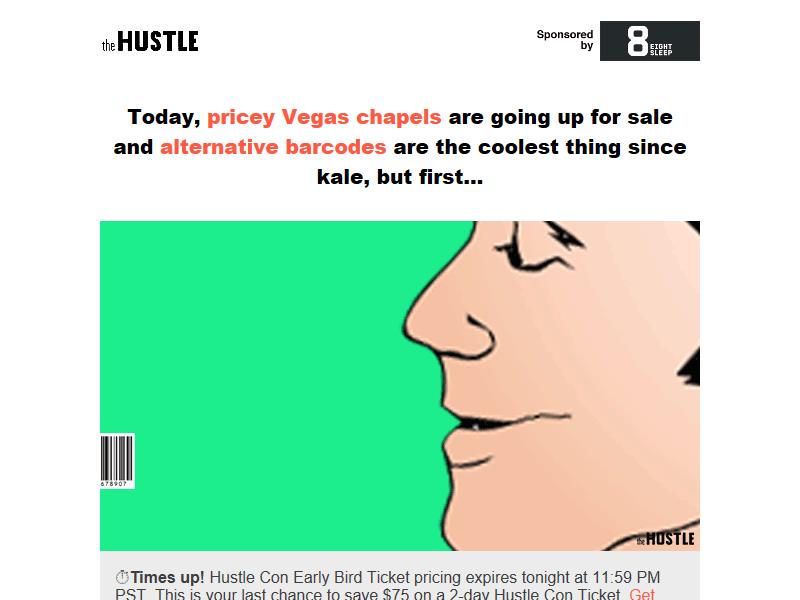 the HUSTLE
Sponsored
by
8 EIGHT
SLEEP
Today, pricey Vegas chapels are going up for sale
and alternative barcodes are the coolest thing since
kale, but first...
678907
the HUSTLE
⏱Times up! Hustle Con Early Bird Ticket pricing expires tonight at 11:59 PM
PST. This is your last chance to save $75 on a 2-day Hustle Con Ticket. Get